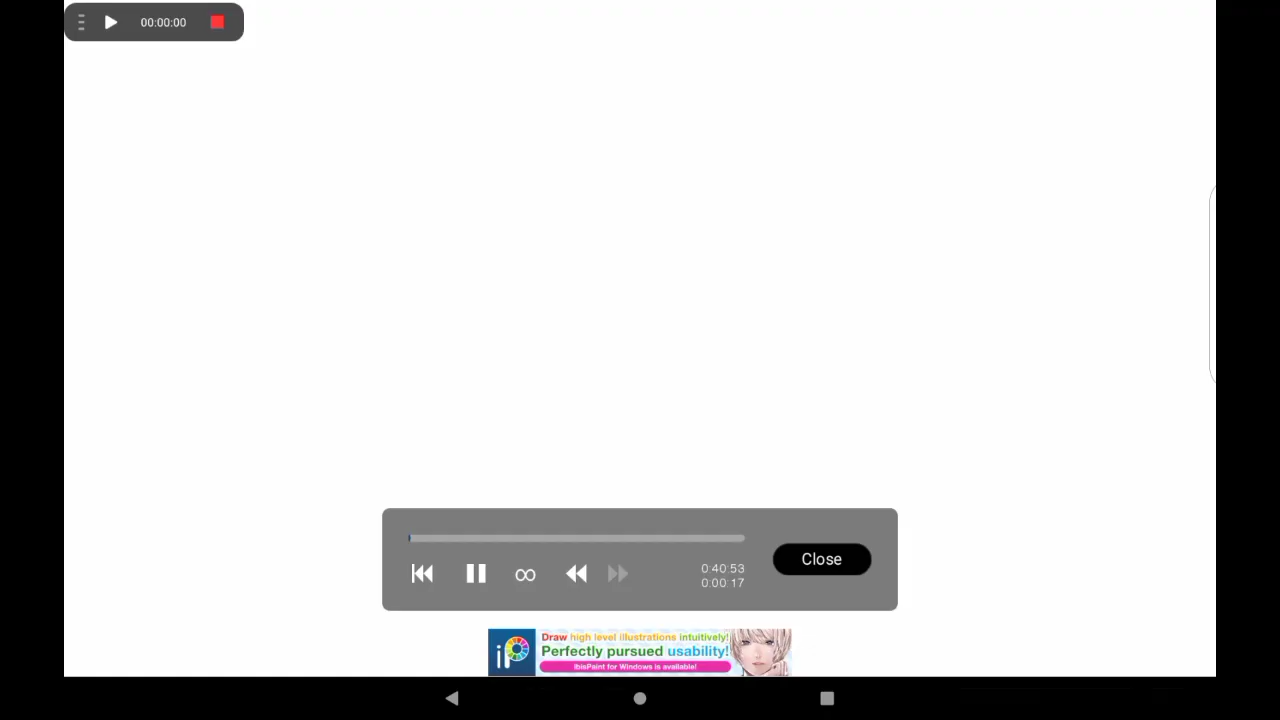 00:00:00
0:40:53
0:00:17
Close
iP
Draw high level illustrations intuitively!
Perfectly pursued usability!
ibisPaint for Windows is available!